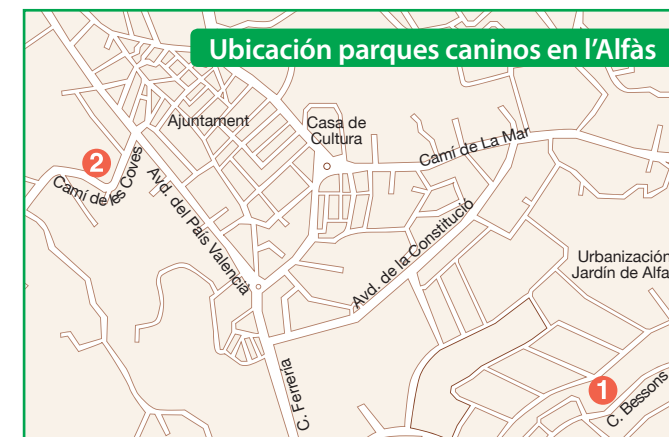 Ubicación parques caninos en l'Alfàs
Ajuntament
Casa de
Cultura
Camí de La Mar
2
Camí de les Coves
Avd. del País Valencià
Avd. de la Constitució
Urbanización
Jardín de Alfa
1
C. Bessons
C. Ferreria